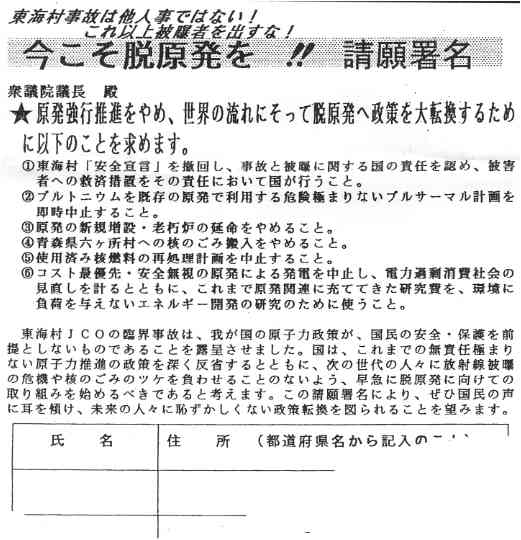 東海村事故は他人事ではない！
これ以上被曝者を出すな！
今こそ脱原発を！！ 請願署名
衆議院議長 殿
★原発強行推進をやめ、世界の流れにそって脱原発へ政策を大転換するため
に以下のことを求めます。
①東海村「安全宣言」を撤回し、事故と被曝に関する国の責任を認め、被害
者への救済措置をその責任において国が行うこと。
②プルトニウムを既存の原発で利用する危険極まりないプルサーマル計画を
即時中止すること。
③原発の新規増設・老朽炉の延命をやめること。
④青森県六ヶ所村への核のごみ搬入をやめること。
⑤使用済み核燃料の再処理計画を中止すること。
⑥コスト最優先・安全無視の原発による発電を中止し、電力過剰消費社会の
見直しを計るとともに、これまで原発関連に充ててきた研究費を、環境に
負荷を与えないエネルギー開発の研究のために使うこと。
東海村ＪＣＯの臨界事故は、我が国の原子力政策が、国民の安全・保護を前
提としないものであることを露呈させました。国は、これまでの無責任極まり
ない原子力推進の政策を深く反省するとともに、次の世代の人々に放射線被曝
の危機や核のごみのツケを負わせることのないよう、早急に脱原発に向けての
取り組みを始めるべきであると考えます。この請願署名により、ぜひ国民の声
に耳を傾け、未来の人々に恥ずかしくない政策転換を図られることを望みます。
氏 名 住 所 （都道府県名から記入の